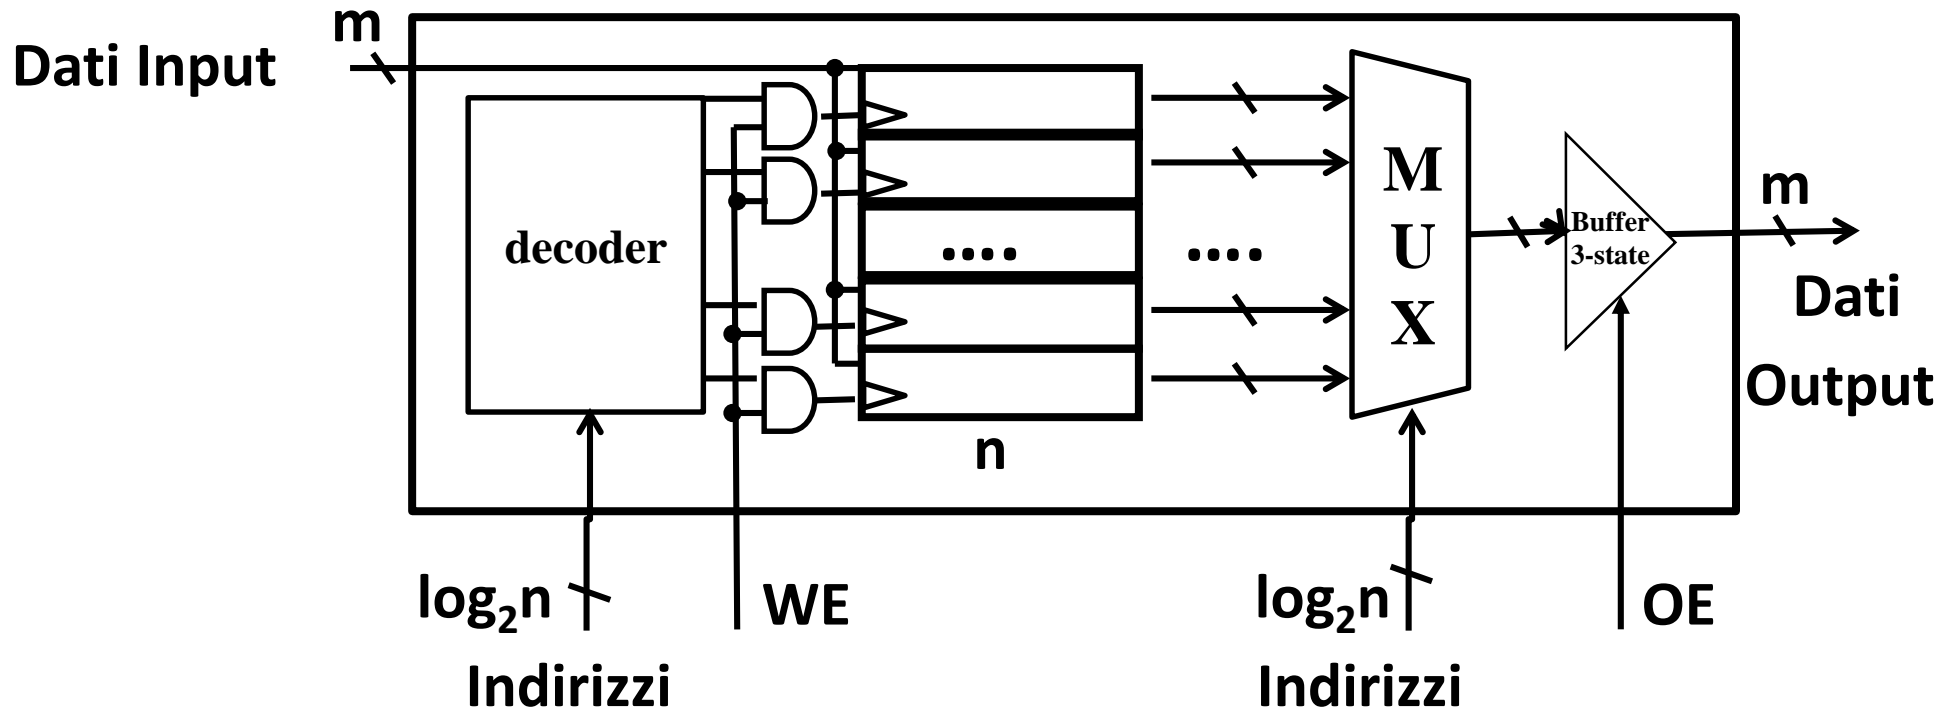 m
Dati Input
decoder
....
....
M
U
X
Buffer
3-state
m
Dati
Output
n
log₂n
WE
log₂n
OE
Indirizzi
Indirizzi